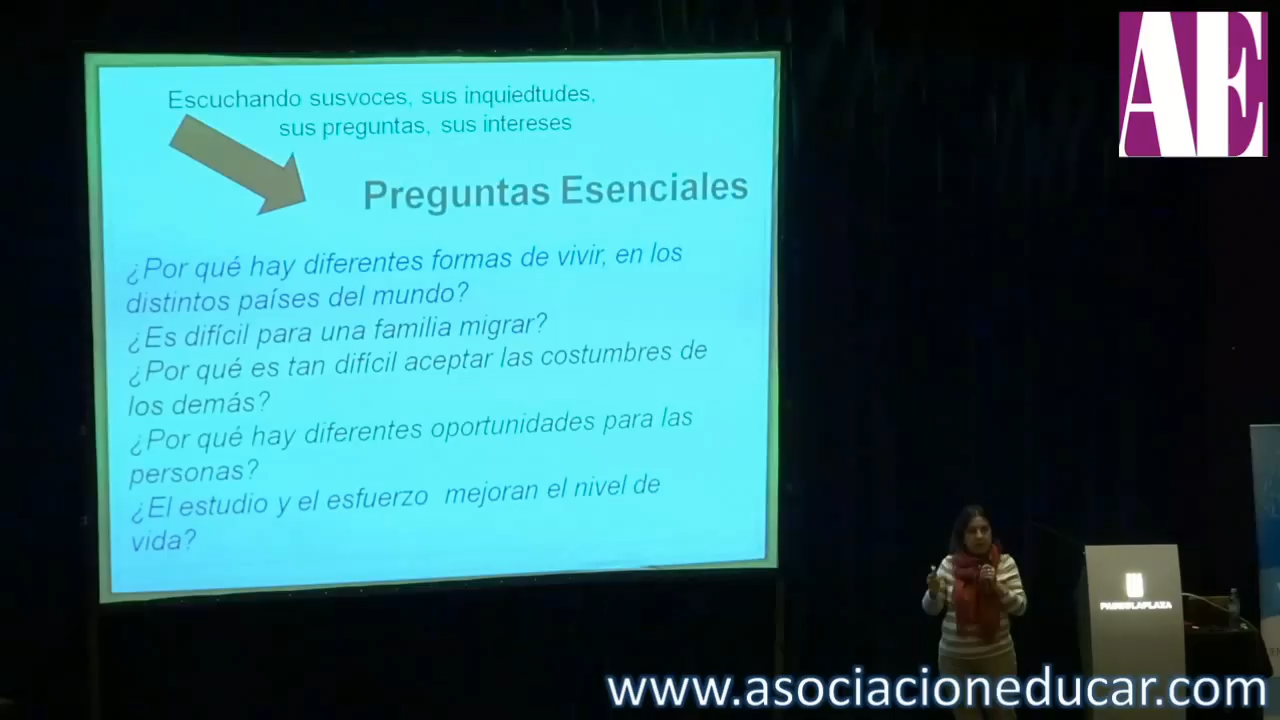 AE
Escuchando susvoces, sus inquiedtudes,
sus preguntas, sus intereses
Preguntas Esenciales
¿Por qué hay diferentes formas de vivir, en los
distintos países del mundo?
¿Es difícil para una familia migrar?
¿Por qué es tan difícil aceptar las costumbres de
los demás?
¿Por qué hay diferentes oportunidades para las
personas?
¿El estudio y el esfuerzo mejoran el nivel de
vida?
PASEOLAPLAZA
www.asociacioneducar.com